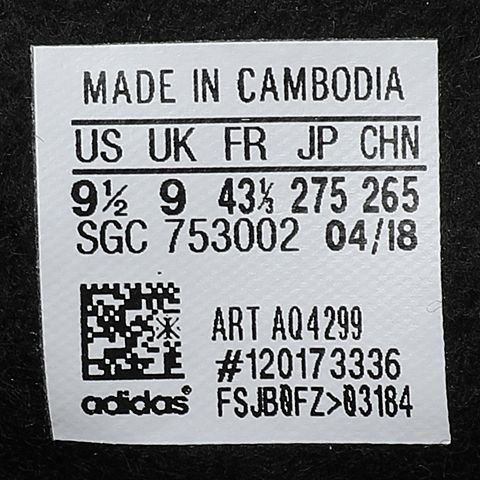 MADE IN CAMBODIA
US UK FR JP CHN
9½ 9 43⅓ 275 265
SGC 753002 04/18
ART AQ4299
#120173336
adidas®
FSJB0FZ>03184